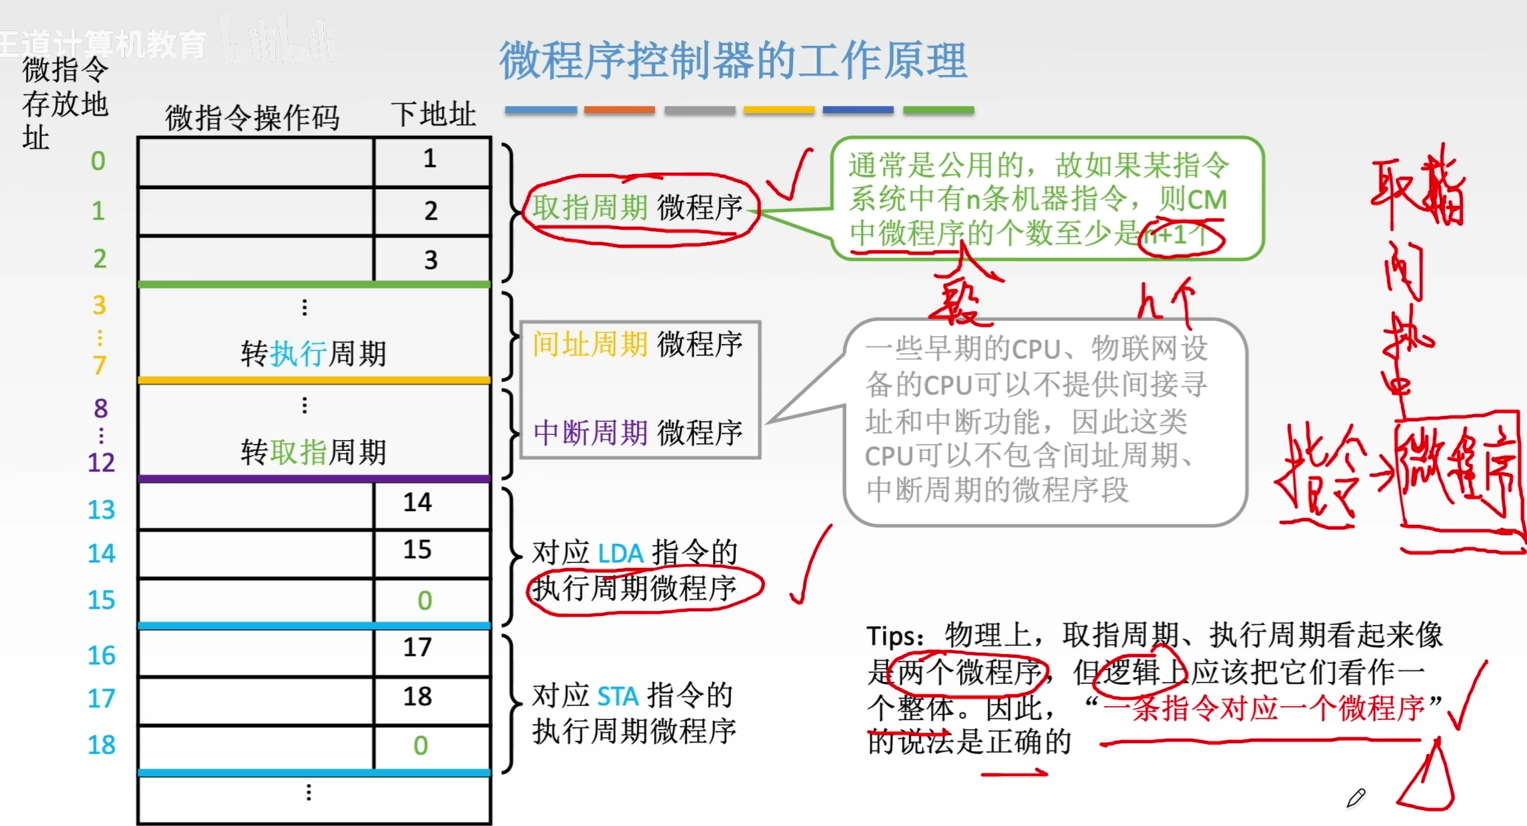 王道计算机教育 bilibili
微程序控制器的工作原理
微指令
存放地
址
微指令操作码 下地址
0 1
1 2
2 3
取指周期 微程序
通常是公用的，故如果某指令
系统中有n条机器指令，则CM
中微程序的个数至少是n+1个
段
n个
取指
间
执
中
指令→微程序
3
⋮
7
⋮
转执行周期
间址周期 微程序
8
⋮
12
⋮
转取指周期
中断周期 微程序
一些早期的CPU、物联网设
备的CPU可以不提供间接寻
址和中断功能，因此这类
CPU可以不包含间址周期、
中断周期的微程序段
13 14
14 15
15 0
对应 LDA 指令的
执行周期微程序
16 17
17 18
18 0
对应 STA 指令的
执行周期微程序
⋮
Tips：物理上，取指周期、执行周期看起来像
是两个微程序，但逻辑上应该把它们看作一
个整体。因此，“一条指令对应一个微程序”
的说法是正确的